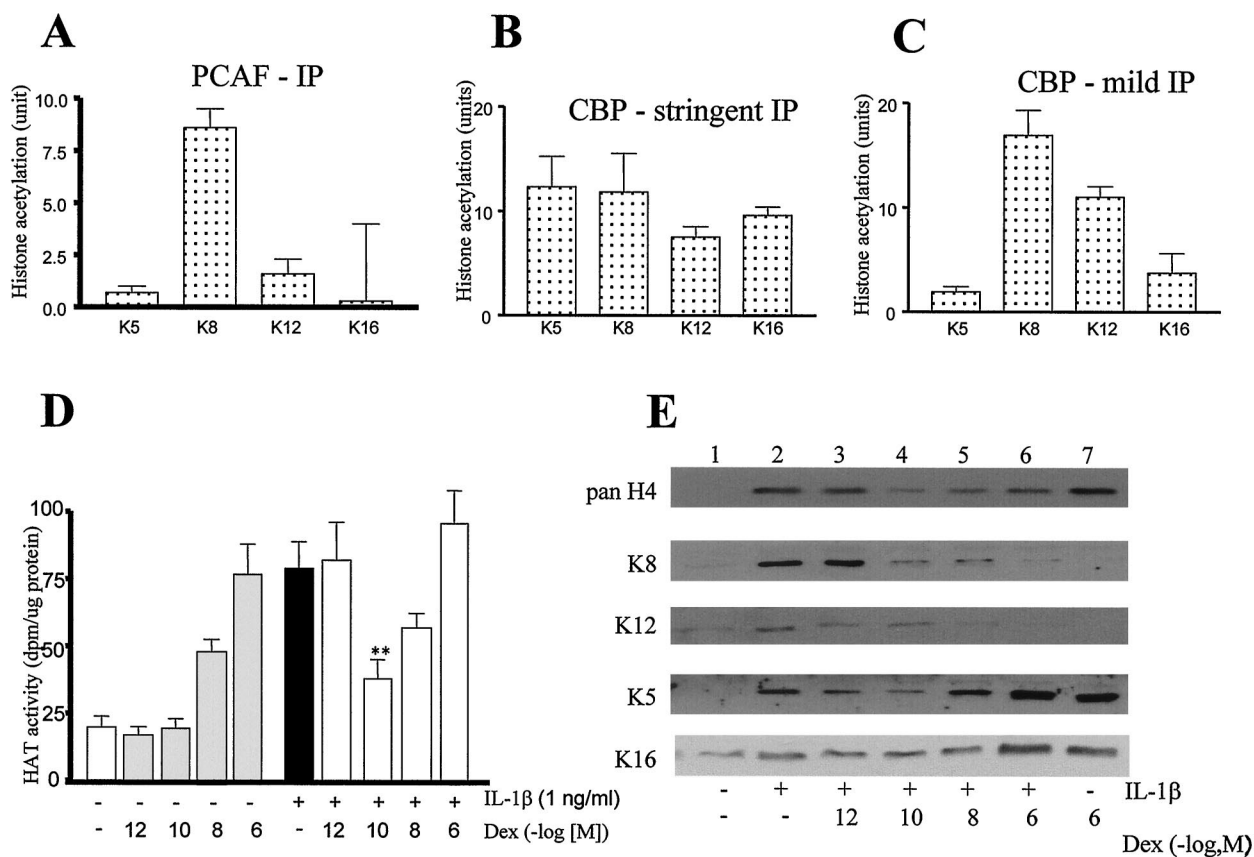 A
PCAF - IP
Histone acetylation (unit)
10.0
7.5
5.0
2.5
0.0
K5 K8 K12 K16
B
CBP - stringent IP
Histone acetylation (units)
20
10
0
K5 K8 K12 K16
C
CBP - mild IP
Histone acetylation (units)
20
10
0
K5 K8 K12 K16
D
HAT activity (dpm/ug protein)
100
75
50
25
0
**
- - - - - + + + + + IL-1β (1 ng/ml)
- 12 10 8 6 - 12 10 8 6 Dex (-log [M])
E
1 2 3 4 5 6 7
pan H4
K8
K12
K5
K16
- + + + + + - IL-1β
- - 12 10 8 6 6
Dex (-log,M)